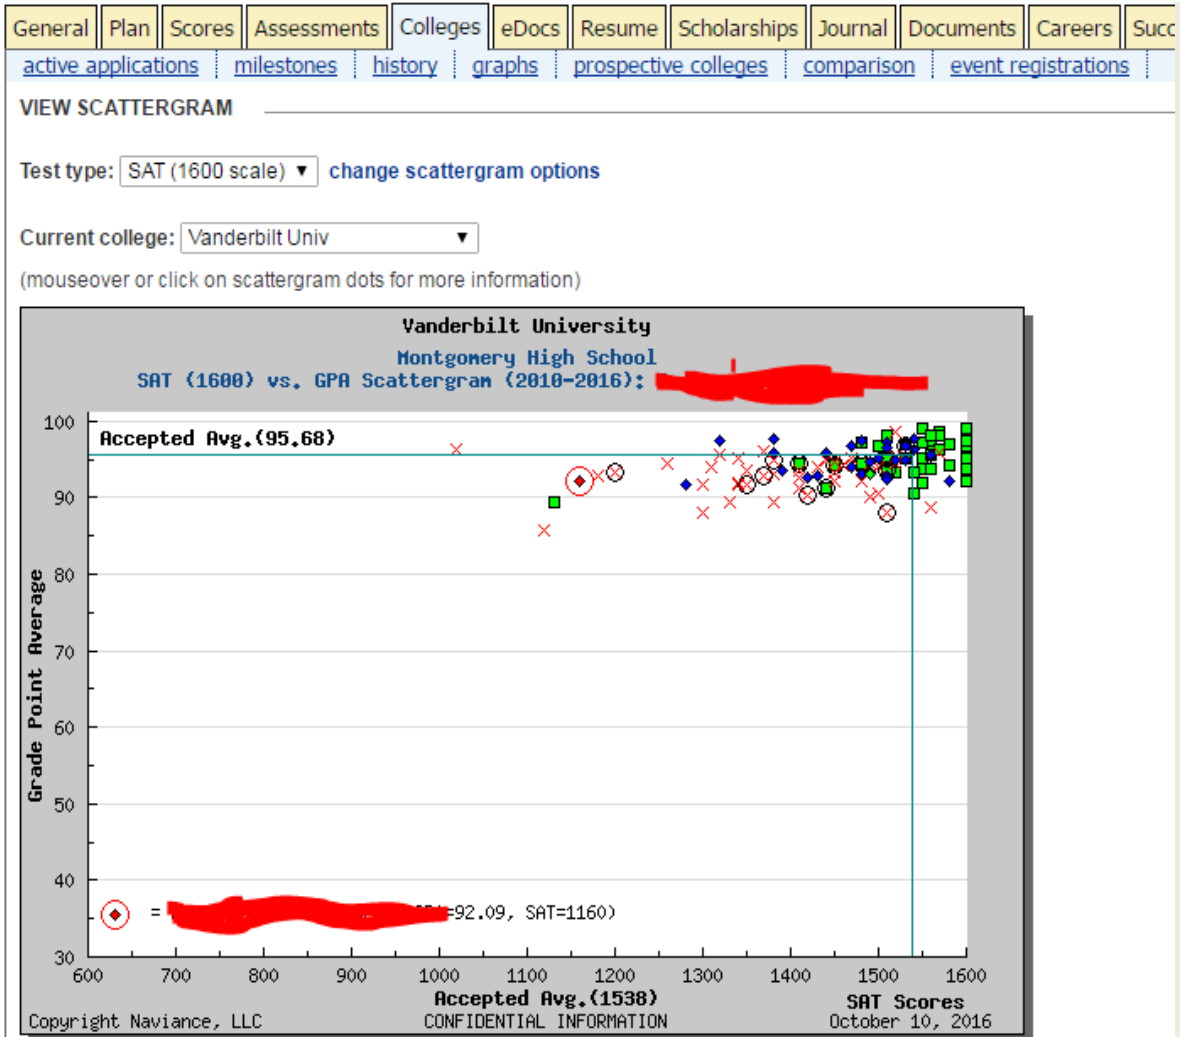 General Plan Scores Assessments Colleges eDocs Resume Scholarships Journal Documents Careers Succ
active applications milestones history graphs prospective colleges comparison event registrations
VIEW SCATTERGRAM
Test type: SAT (1600 scale) ▼ change scattergram options
Current college: Vanderbilt Univ ▼
(mouseover or click on scattergram dots for more information)
Vanderbilt University
Montgomery High School
SAT (1600) vs. GPA Scattergram (2010-2016):
100
Accepted Avg.(95.68)
90
80
70
60
50
40
30
Grade Point Average
= =92.09, SAT=1160)
600 700 800 900 1000 1100 1200 1300 1400 1500 1600
Accepted Avg.(1538)
SAT Scores
Copyright Naviance, LLC CONFIDENTIAL INFORMATION October 10, 2016